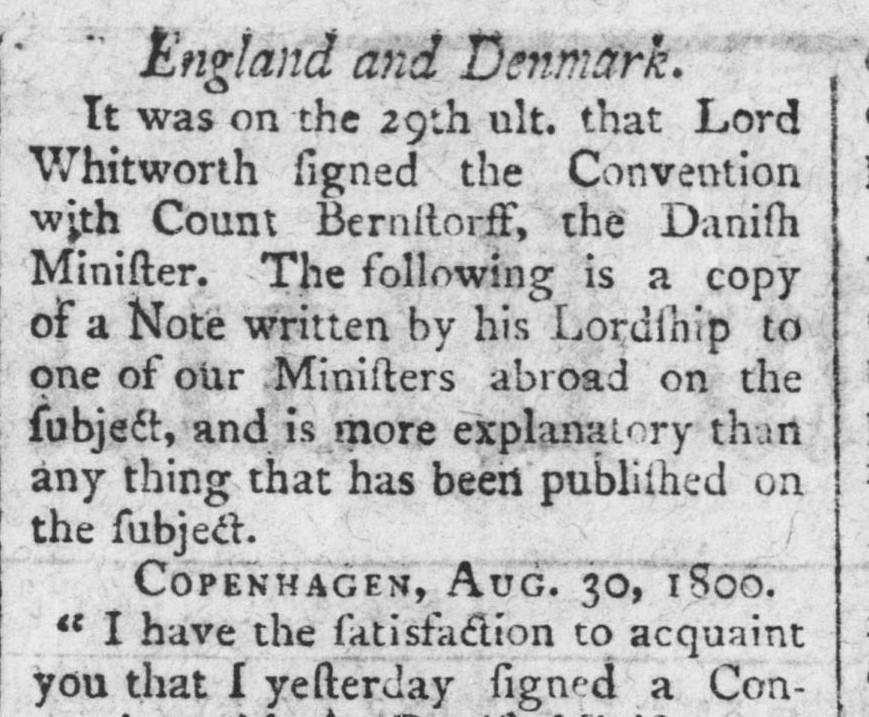 England and Denmark.
It was on the 29th ult. that Lord
Whitworth ſigned the Convention
with Count Bernſtorff, the Daniſh
Miniſter. The following is a copy
of a Note written by his Lordſhip to
one of our Miniſters abroad on the
ſubject, and is more explanatory than
any thing that has been publiſhed on
the ſubject.
COPENHAGEN, AUG. 30, 1800.
“ I have the ſatisfaction to acquaint
you that I yeſterday ſigned a Con-